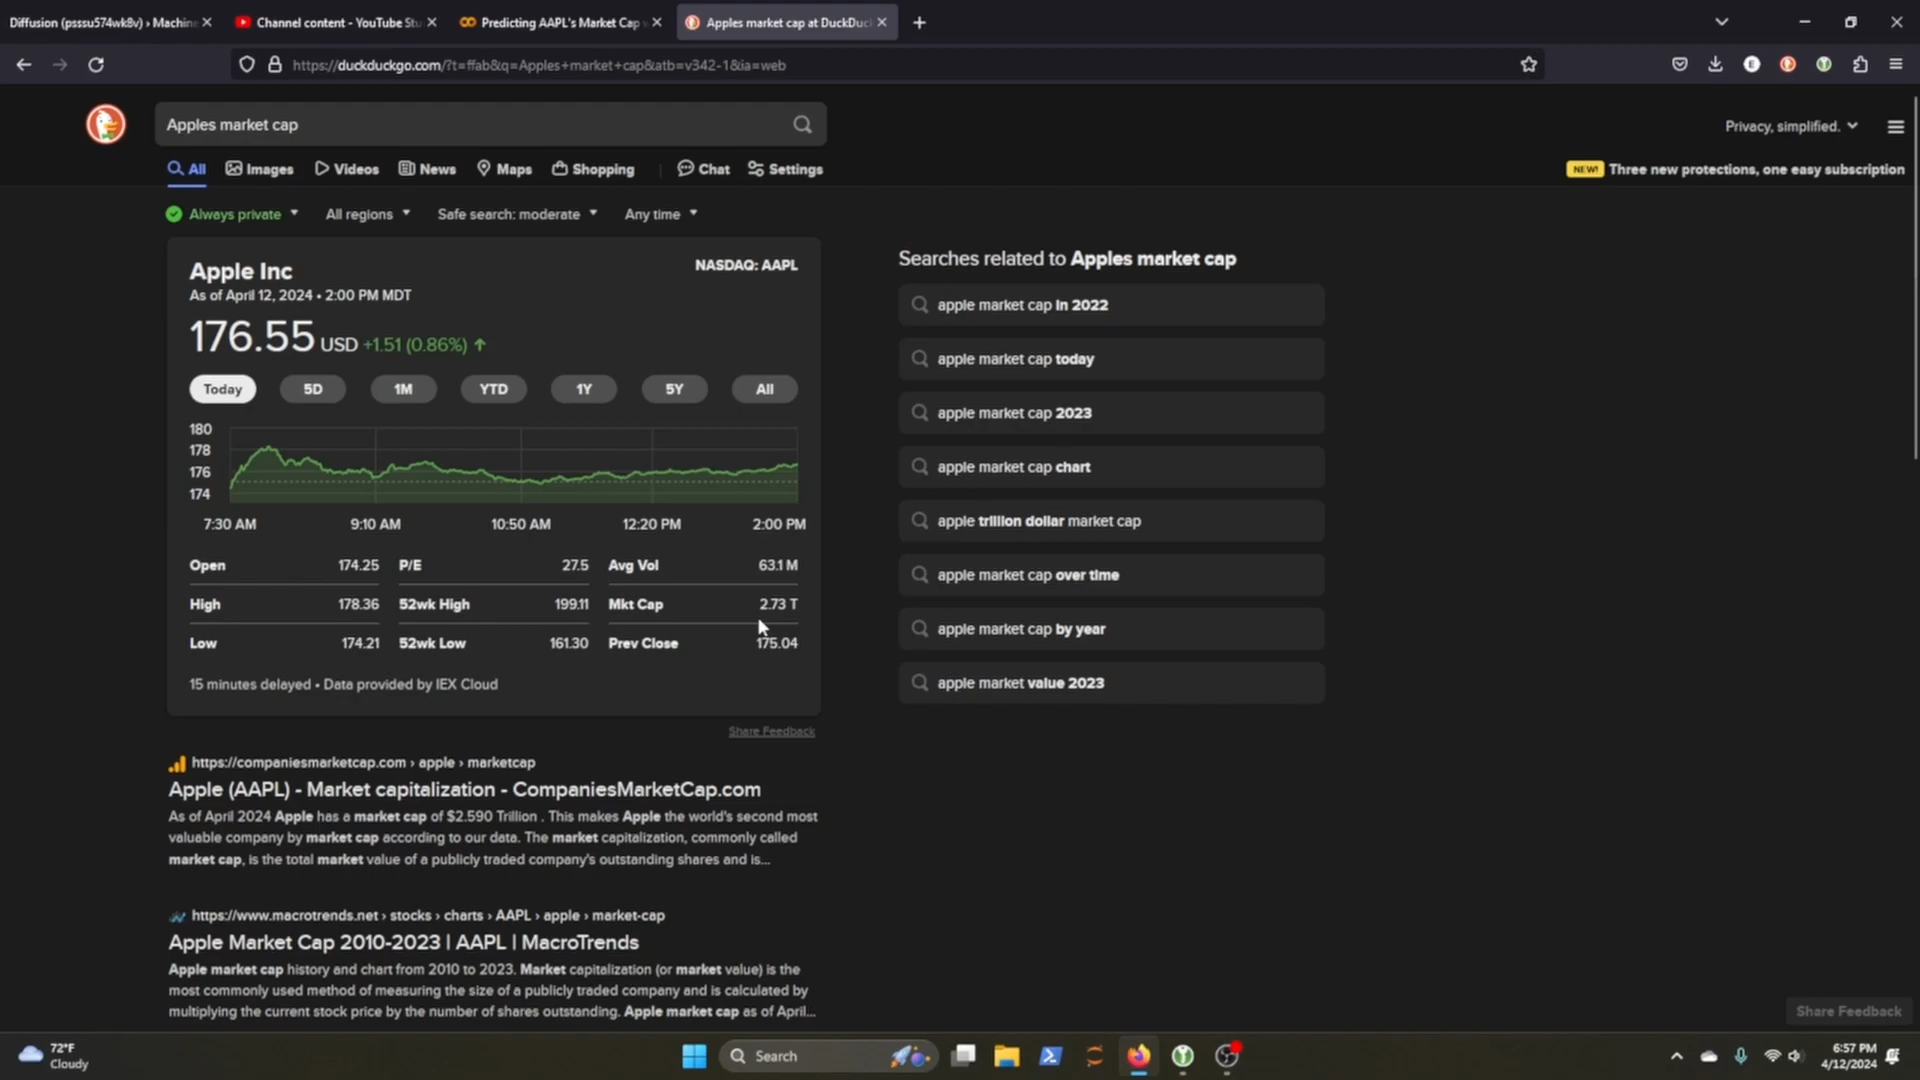 Diffusion (psssu574wk8v) › Machine
Channel content - YouTube Stu
Predicting AAPL's Market Cap
Apples market cap at DuckDuc
https://duckduckgo.com/?t=ffab&q=Apples+market+cap&atb=v342-1&ia=web
Apples market cap
Privacy, simplified.
All
Images
Videos
News
Maps
Shopping
Chat
Settings
NEW! Three new protections, one easy subscription
Always private
All regions
Safe search: moderate
Any time
Apple Inc
NASDAQ: AAPL
As of April 12, 2024 • 2:00 PM MDT
176.55 USD +1.51 (0.86%) ↑
Today 5D 1M YTD 1Y 5Y All
180
178
176
174
7:30 AM 9:10 AM 10:50 AM 12:20 PM 2:00 PM
Open 174.25 P/E 27.5 Avg Vol 63.1 M
High 178.36 52wk High 199.11 Mkt Cap 2.73 T
Low 174.21 52wk Low 161.30 Prev Close 175.04
15 minutes delayed • Data provided by IEX Cloud
Share Feedback
Searches related to Apples market cap
apple market cap in 2022
apple market cap today
apple market cap 2023
apple market cap chart
apple trillion dollar market cap
apple market cap over time
apple market cap by year
apple market value 2023
https://companiesmarketcap.com › apple › marketcap
Apple (AAPL) - Market capitalization - CompaniesMarketCap.com
As of April 2024 Apple has a market cap of $2.590 Trillion . This makes Apple the world's second most
valuable company by market cap according to our data. The market capitalization, commonly called
market cap, is the total market value of a publicly traded company's outstanding shares and is...
https://www.macrotrends.net › stocks › charts › AAPL › apple › market-cap
Apple Market Cap 2010-2023 | AAPL | MacroTrends
Apple market cap history and chart from 2010 to 2023. Market capitalization (or market value) is the
most commonly used method of measuring the size of a publicly traded company and is calculated by
multiplying the current stock price by the number of shares outstanding. Apple market cap as of April...
Share Feedback
72°F
Cloudy
Search
6:57 PM
4/12/2024